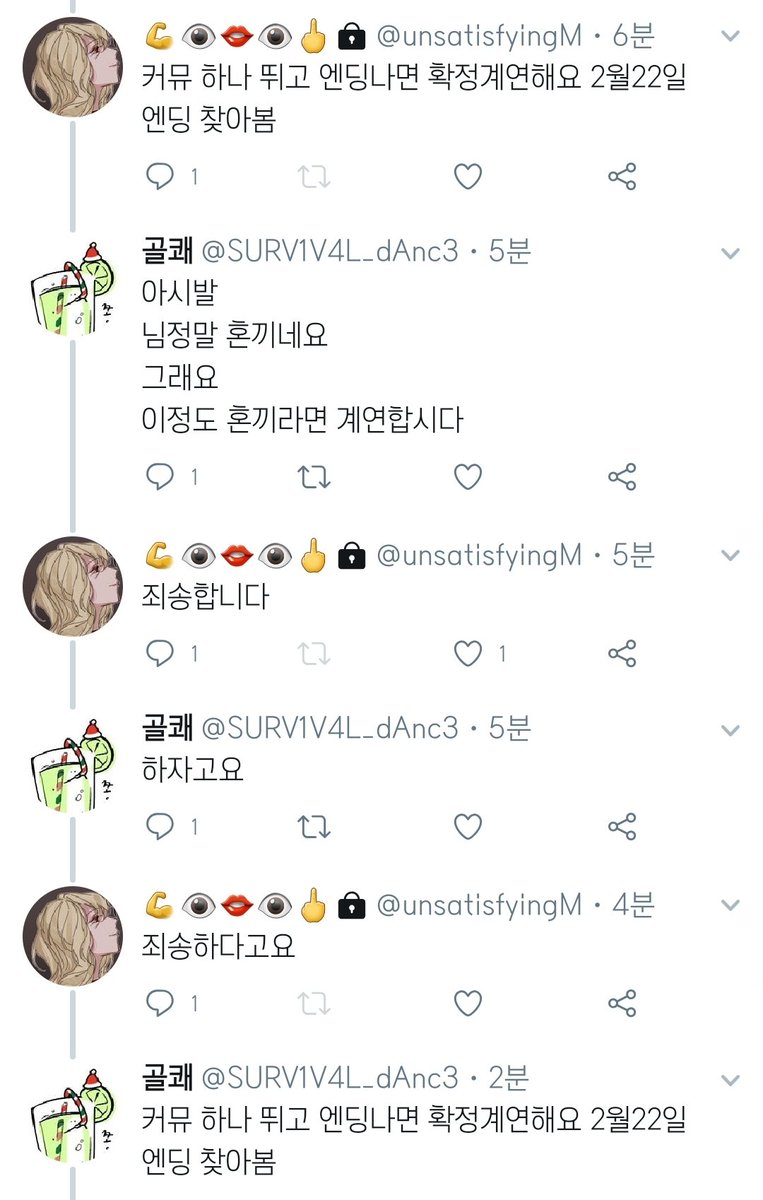 💪👁👄👁🖕🔒 @unsatisfyingM · 6분
커뮤 하나 뛰고 엔딩나면 확정계연해요 2월22일
엔딩 찾아봄
1
골쾌 @SURV1V4L_dAnc3 · 5분
아시발
님정말 혼끼네요
그래요
이정도 혼끼라면 계연합시다
쪼.
1
💪👁👄👁🖕🔒 @unsatisfyingM · 5분
죄송합니다
1 1
골쾌 @SURV1V4L_dAnc3 · 5분
하자고요
쪼.
1
💪👁👄👁🖕🔒 @unsatisfyingM · 4분
죄송하다고요
1
골쾌 @SURV1V4L_dAnc3 · 2분
커뮤 하나 뛰고 엔딩나면 확정계연해요 2월22일
엔딩 찾아봄
쪼.